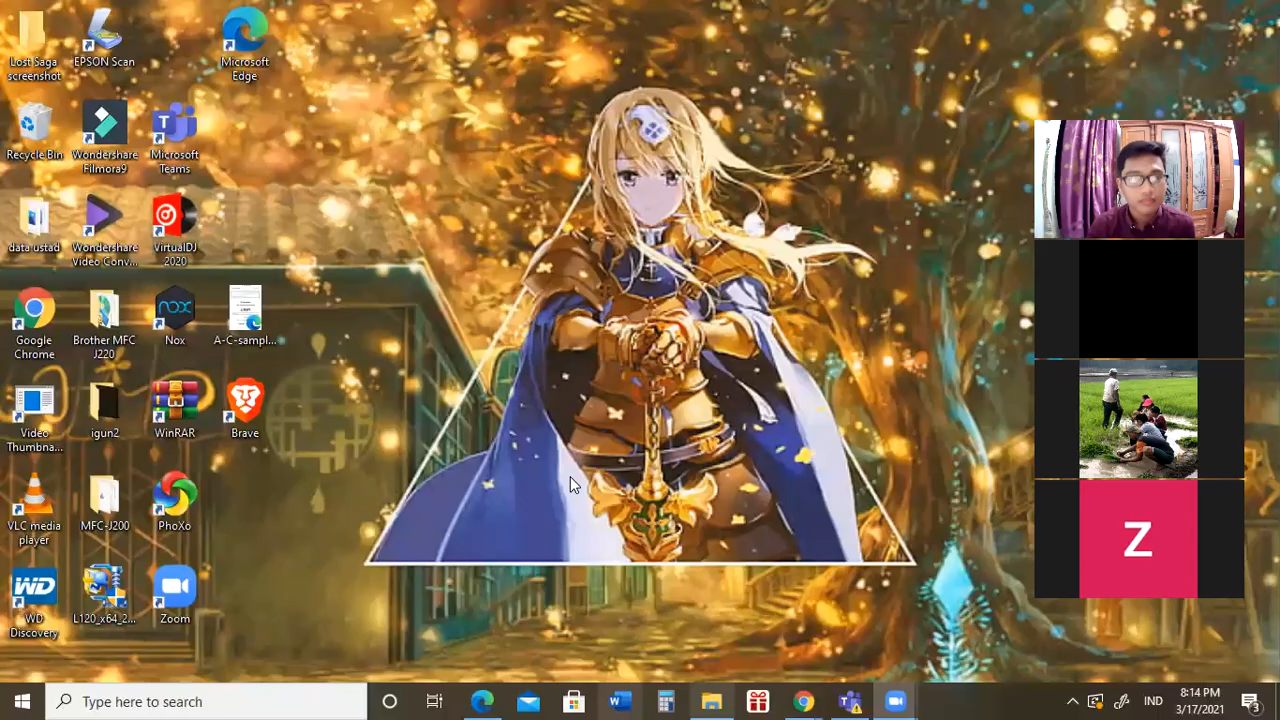 Lost Saga
screenshot
EPSON Scan
Microsoft
Edge
Recycle Bin
Wondershare
Filmora9
Microsoft
Teams
data ustad
Wondershare
Video Conv...
VirtualDJ
2020
Google
Chrome
Brother MFC
J220
Nox
A-C-sampl...
Video
Thumbna...
igun2
WinRAR
Brave
VLC media
player
MFC-J200
PhoXo
WD
WD
Discovery
L120_x64_2...
Zoom
Z
Type here to search
IND
8:14 PM
3/17/2021
3